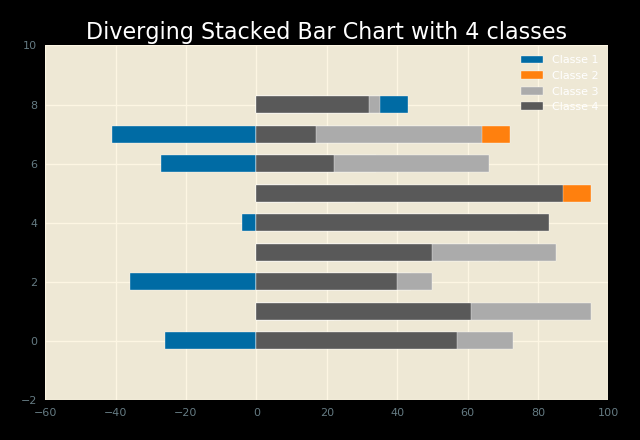 Diverging Stacked Bar Chart with 4 classes
10
8
6
4
2
0
−2
−60 −40 −20 0 20 40 60 80 100
Classe 1
Classe 2
Classe 3
Classe 4